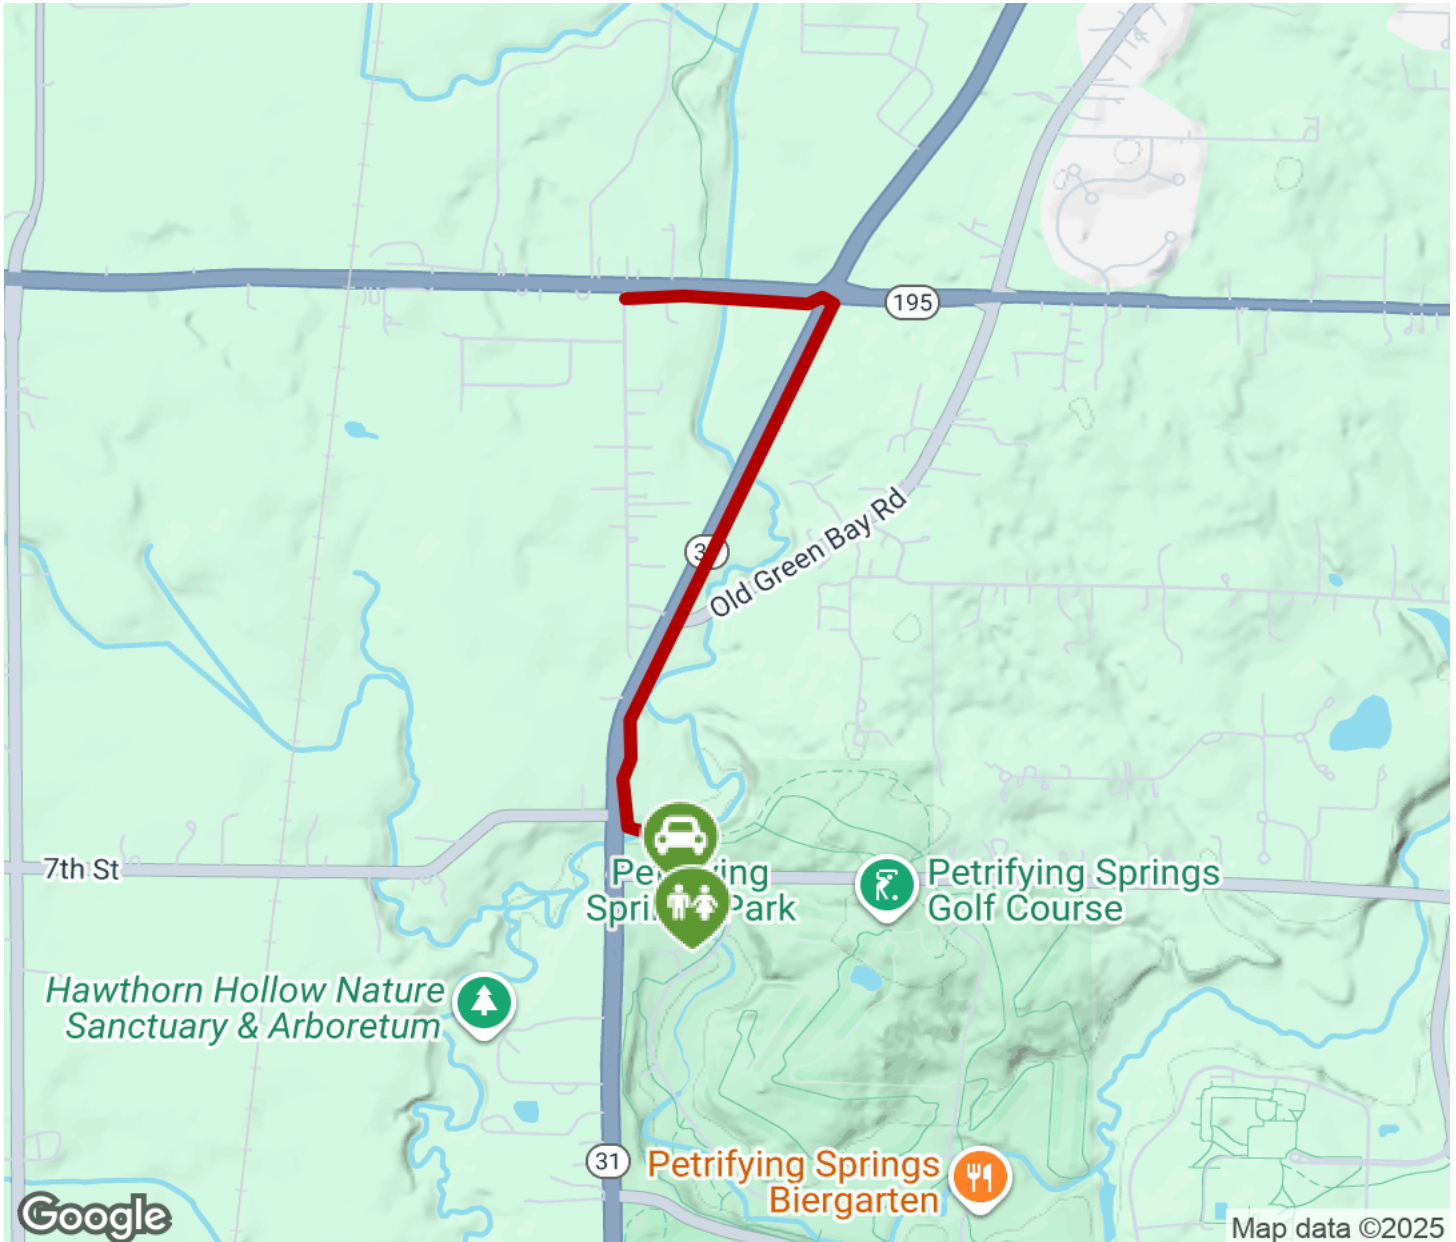 195
Old Green Bay Rd
7th St
Park
Petrifying Springs
Golf Course
Hawthorn Hollow Nature
Sanctuary & Arboretum
31
Petrifying Springs
Biergarten
Google
Map data ©2025